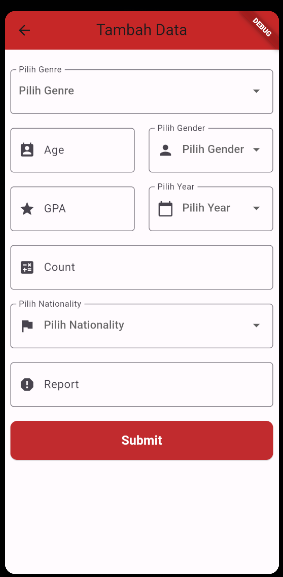 Tambah Data
DEBUG
Pilih Genre
Pilih Genre
Age
Pilih Gender
Pilih Gender
GPA
Pilih Year
Pilih Year
Count
Pilih Nationality
Pilih Nationality
Report
Submit